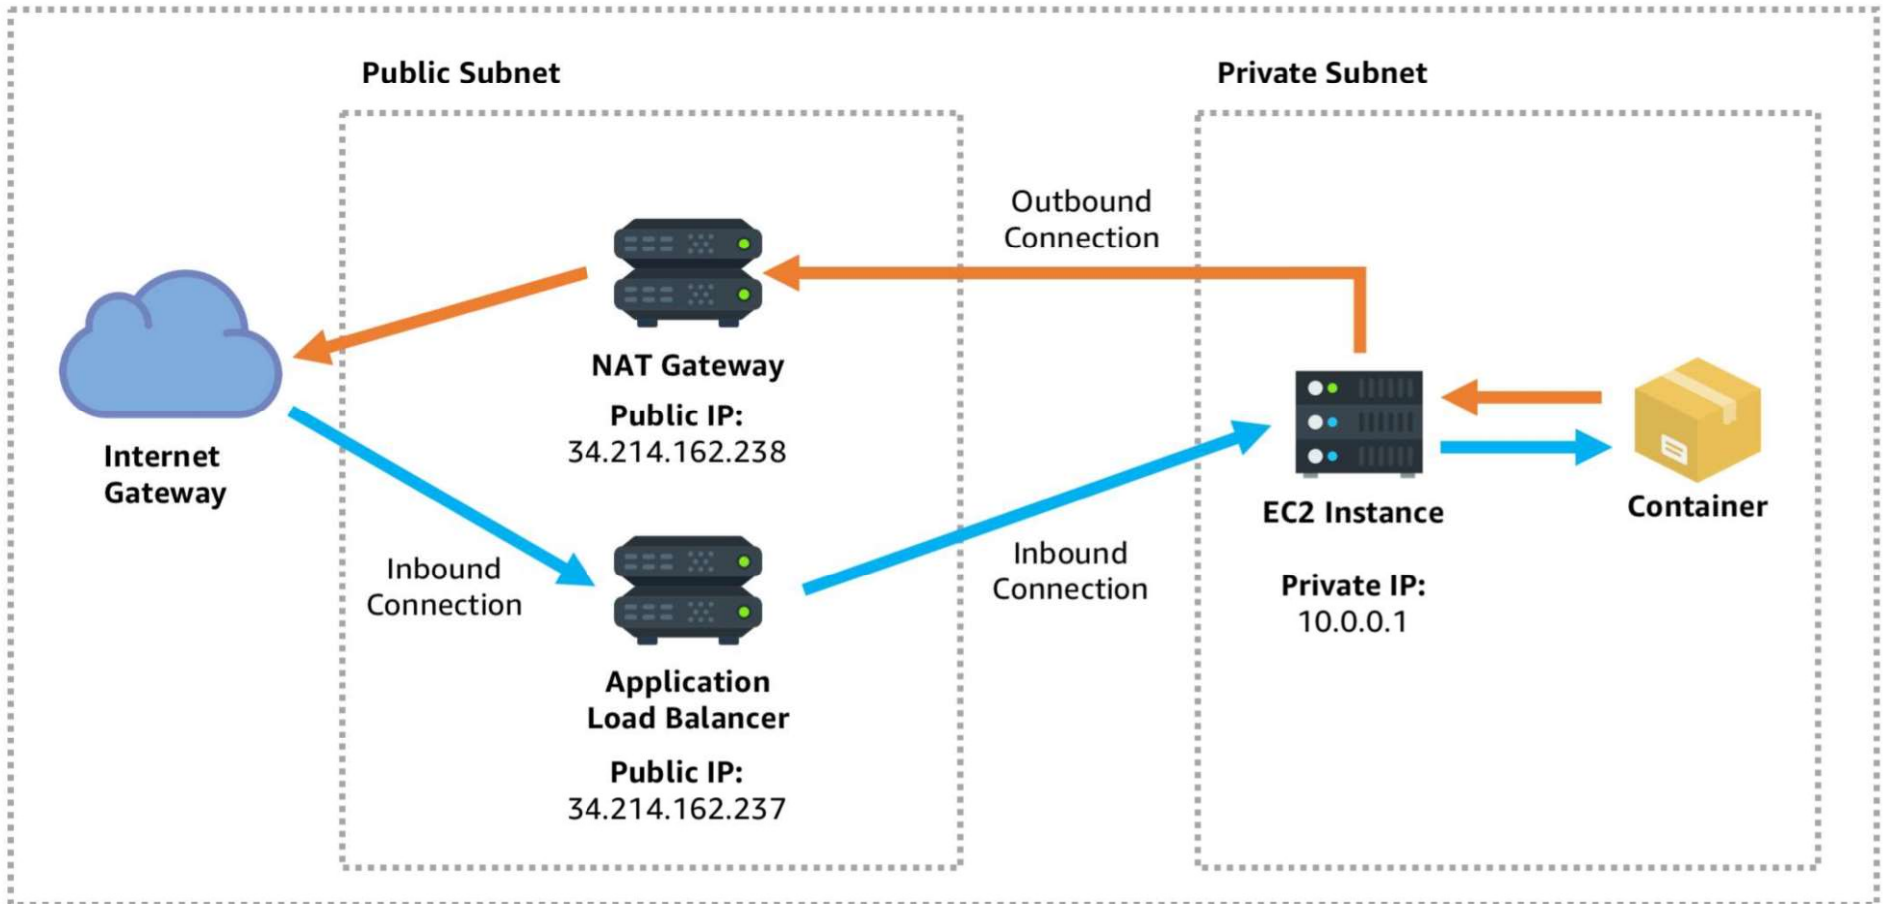 Public Subnet
Private Subnet
Outbound
Connection
NAT Gateway
Public IP:
34.214.162.238
Internet
Gateway
Inbound
Connection
Application
Load Balancer
Public IP:
34.214.162.237
Inbound
Connection
EC2 Instance
Private IP:
10.0.0.1
Container